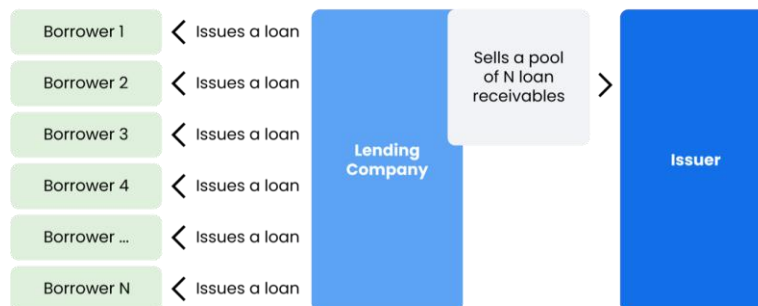 Borrower 1
Issues a loan
Borrower 2
Issues a loan
Borrower 3
Issues a loan
Borrower 4
Issues a loan
Borrower ...
Issues a loan
Borrower N
Issues a loan
Lending
Company
Sells a pool
of N loan
receivables
Issuer